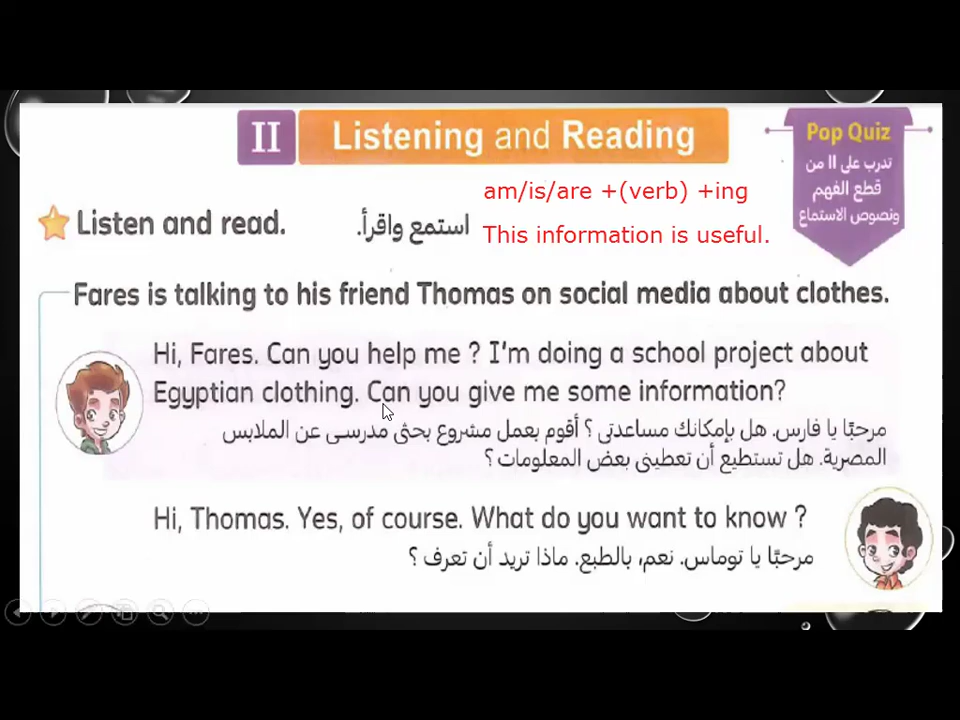 II Listening and Reading
Pop Quiz
تدرب على II من
قطع الفهم
ونصوص الاستماع
am/is/are +(verb) +ing
Listen and read.
استمع واقرأ.
This information is useful.
Fares is talking to his friend Thomas on social media about clothes.
Hi, Fares. Can you help me ? I'm doing a school project about
Egyptian clothing. Can you give me some information?
مرحبًا يا فارس. هل بإمكانك مساعدتى ؟ أقوم بعمل مشروع بحثى مدرسى عن الملابس
المصرية. هل تستطيع أن تعطينى بعض المعلومات ؟
Hi, Thomas. Yes, of course. What do you want to know ?
مرحبًا يا توماس. نعم، بالطبع. ماذا تريد أن تعرف ؟